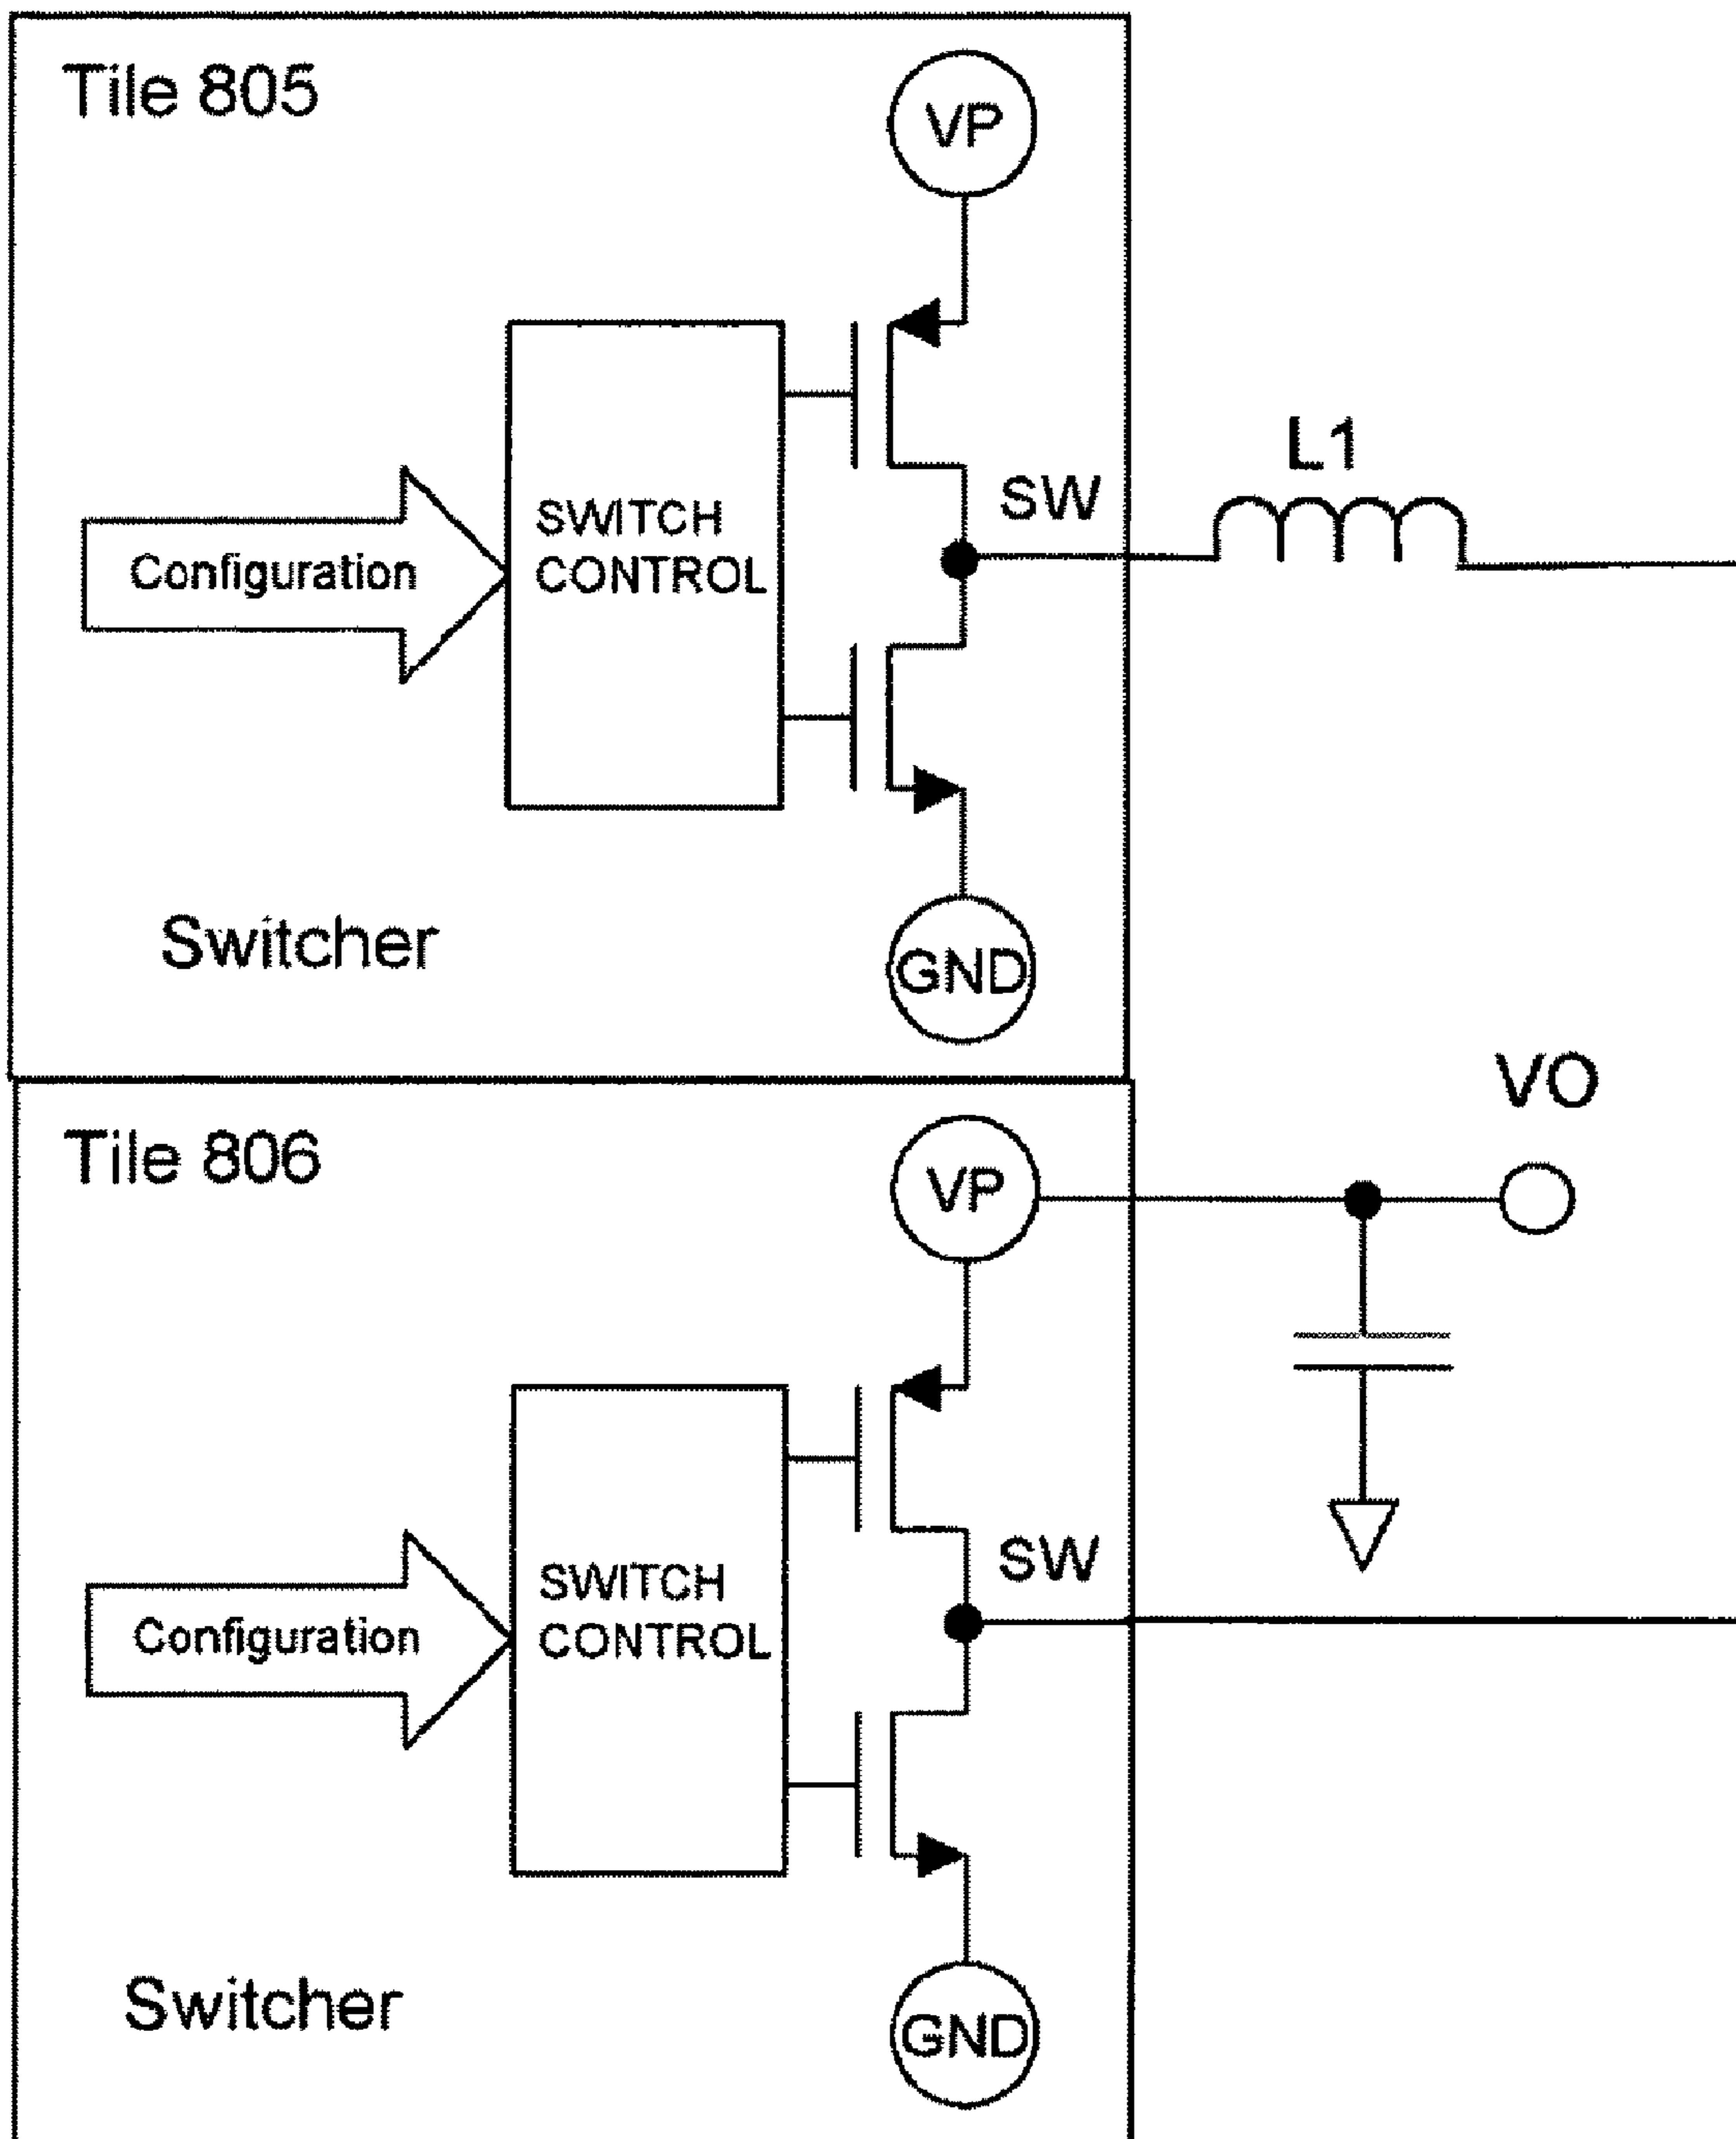 Tile 805
VP
L1
SW
SWITCH
CONTROL
Configuration
Switcher
GND
VO
Tile 806
VP
SW
SWITCH
CONTROL
Configuration
Switcher
GND